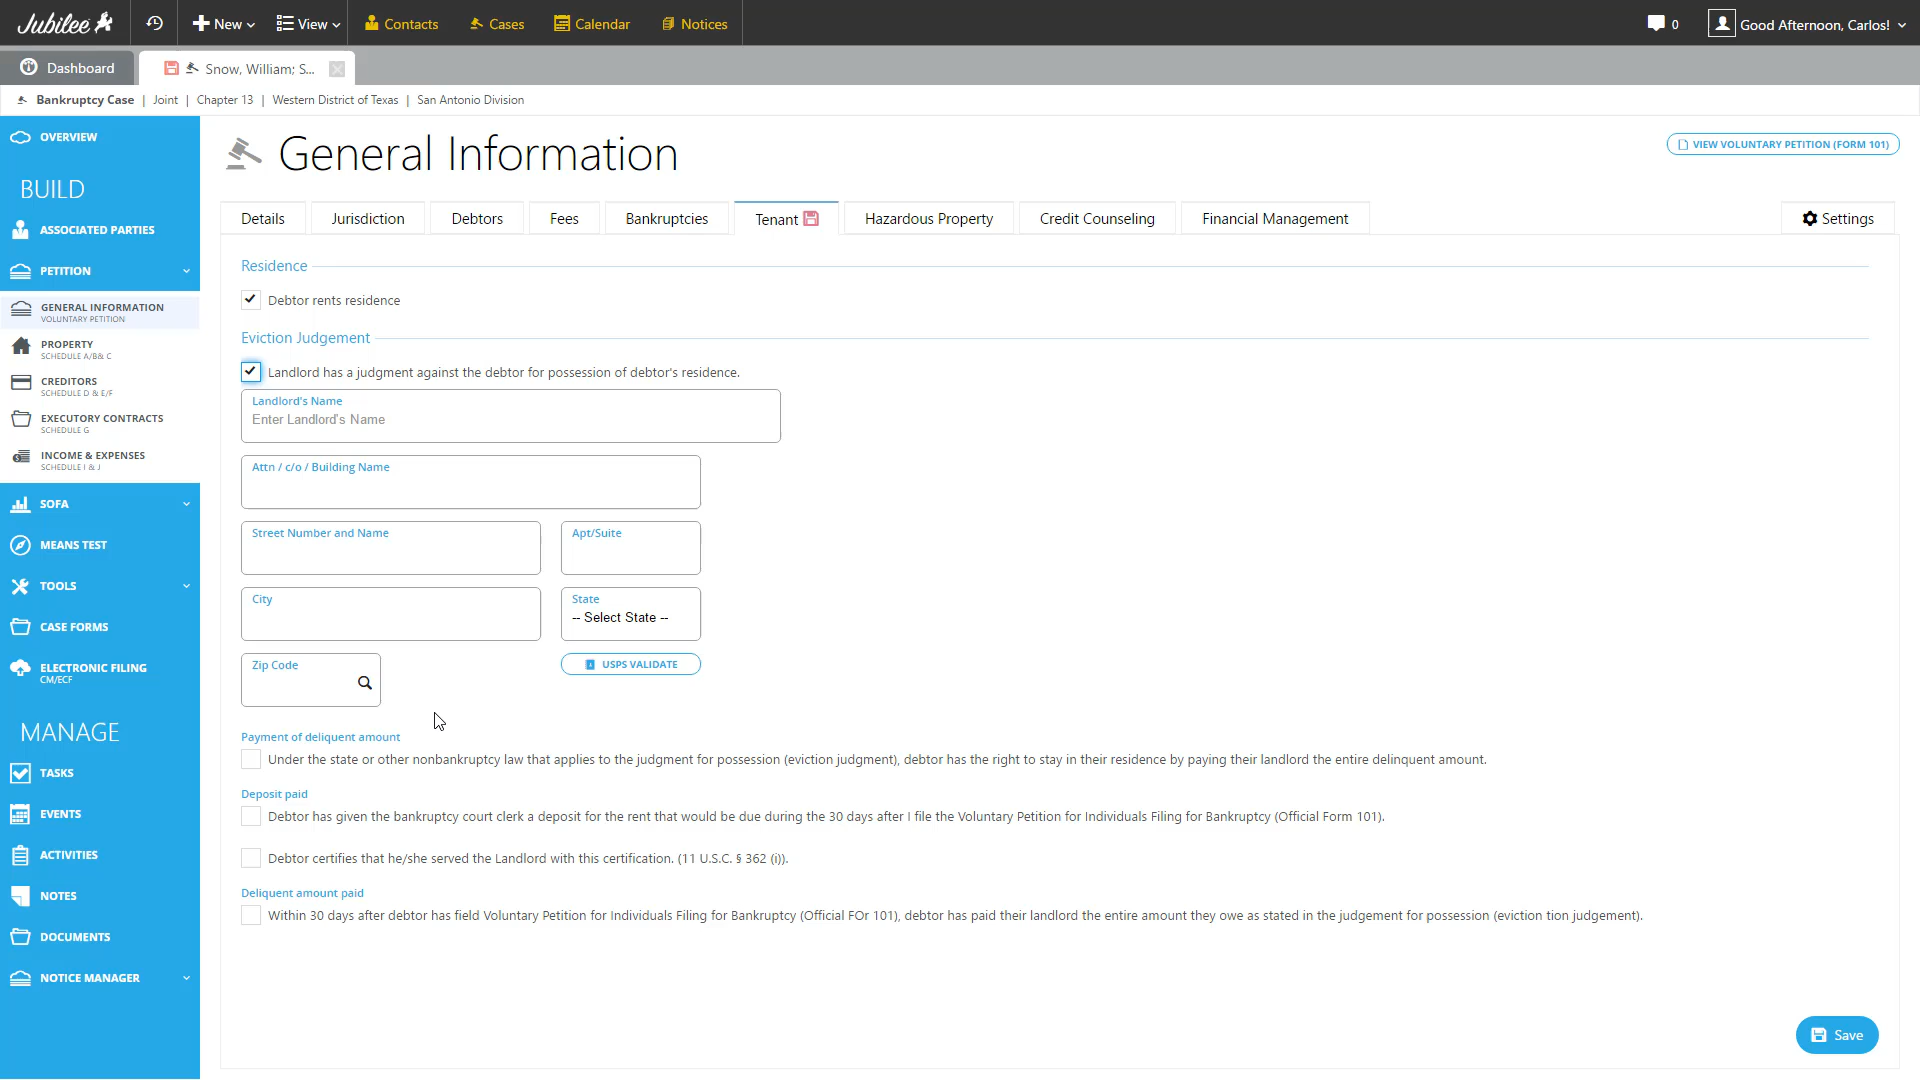 Jubilee
New
View
Contacts
Cases
Calendar
Notices
0
Good Afternoon, Carlos!
Dashboard
Snow, William; S...
Bankruptcy Case | Joint | Chapter 13 | Western District of Texas | San Antonio Division
OVERVIEW
BUILD
ASSOCIATED PARTIES
PETITION
GENERAL INFORMATION
VOLUNTARY PETITION
PROPERTY
SCHEDULE A/B& C
CREDITORS
SCHEDULE D & E/F
EXECUTORY CONTRACTS
SCHEDULE G
INCOME & EXPENSES
SCHEDULE I & J
SOFA
MEANS TEST
TOOLS
CASE FORMS
ELECTRONIC FILING
CM/ECF
MANAGE
TASKS
EVENTS
ACTIVITIES
NOTES
DOCUMENTS
NOTICE MANAGER
General Information
VIEW VOLUNTARY PETITION (FORM 101)
Details
Jurisdiction
Debtors
Fees
Bankruptcies
Tenant
Hazardous Property
Credit Counseling
Financial Management
Settings
Residence
Debtor rents residence
Eviction Judgement
Landlord has a judgment against the debtor for possession of debtor's residence.
Landlord's Name
Enter Landlord's Name
Attn / c/o / Building Name
Street Number and Name
Apt/Suite
City
State
-- Select State --
Zip Code
USPS VALIDATE
Payment of deliquent amount
Under the state or other nonbankruptcy law that applies to the judgment for possession (eviction judgment), debtor has the right to stay in their residence by paying their landlord the entire delinquent amount.
Deposit paid
Debtor has given the bankruptcy court clerk a deposit for the rent that would be due during the 30 days after I file the Voluntary Petition for Individuals Filing for Bankruptcy (Official Form 101).
Debtor certifies that he/she served the Landlord with this certification. (11 U.S.C. § 362 (i)).
Deliquent amount paid
Within 30 days after debtor has field Voluntary Petition for Individuals Filing for Bankruptcy (Official FOr 101), debtor has paid their landlord the entire amount they owe as stated in the judgement for possession (eviction tion judgement).
Save